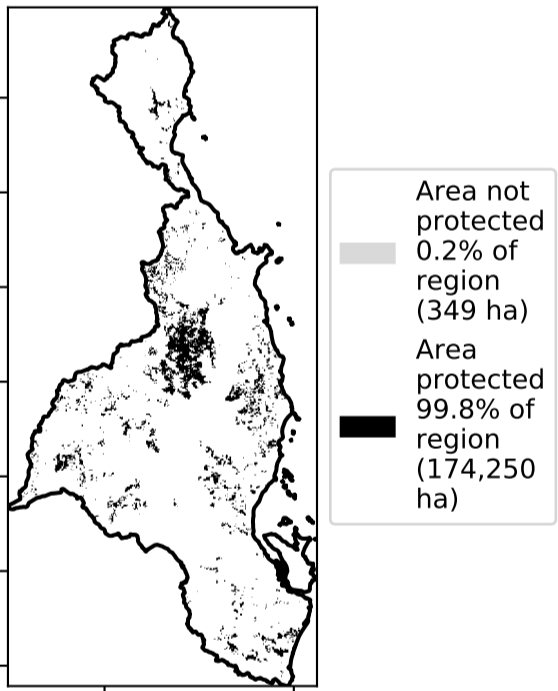 Area not
protected
0.2% of
region
(349 ha)
Area
protected
99.8% of
region
(174,250
ha)